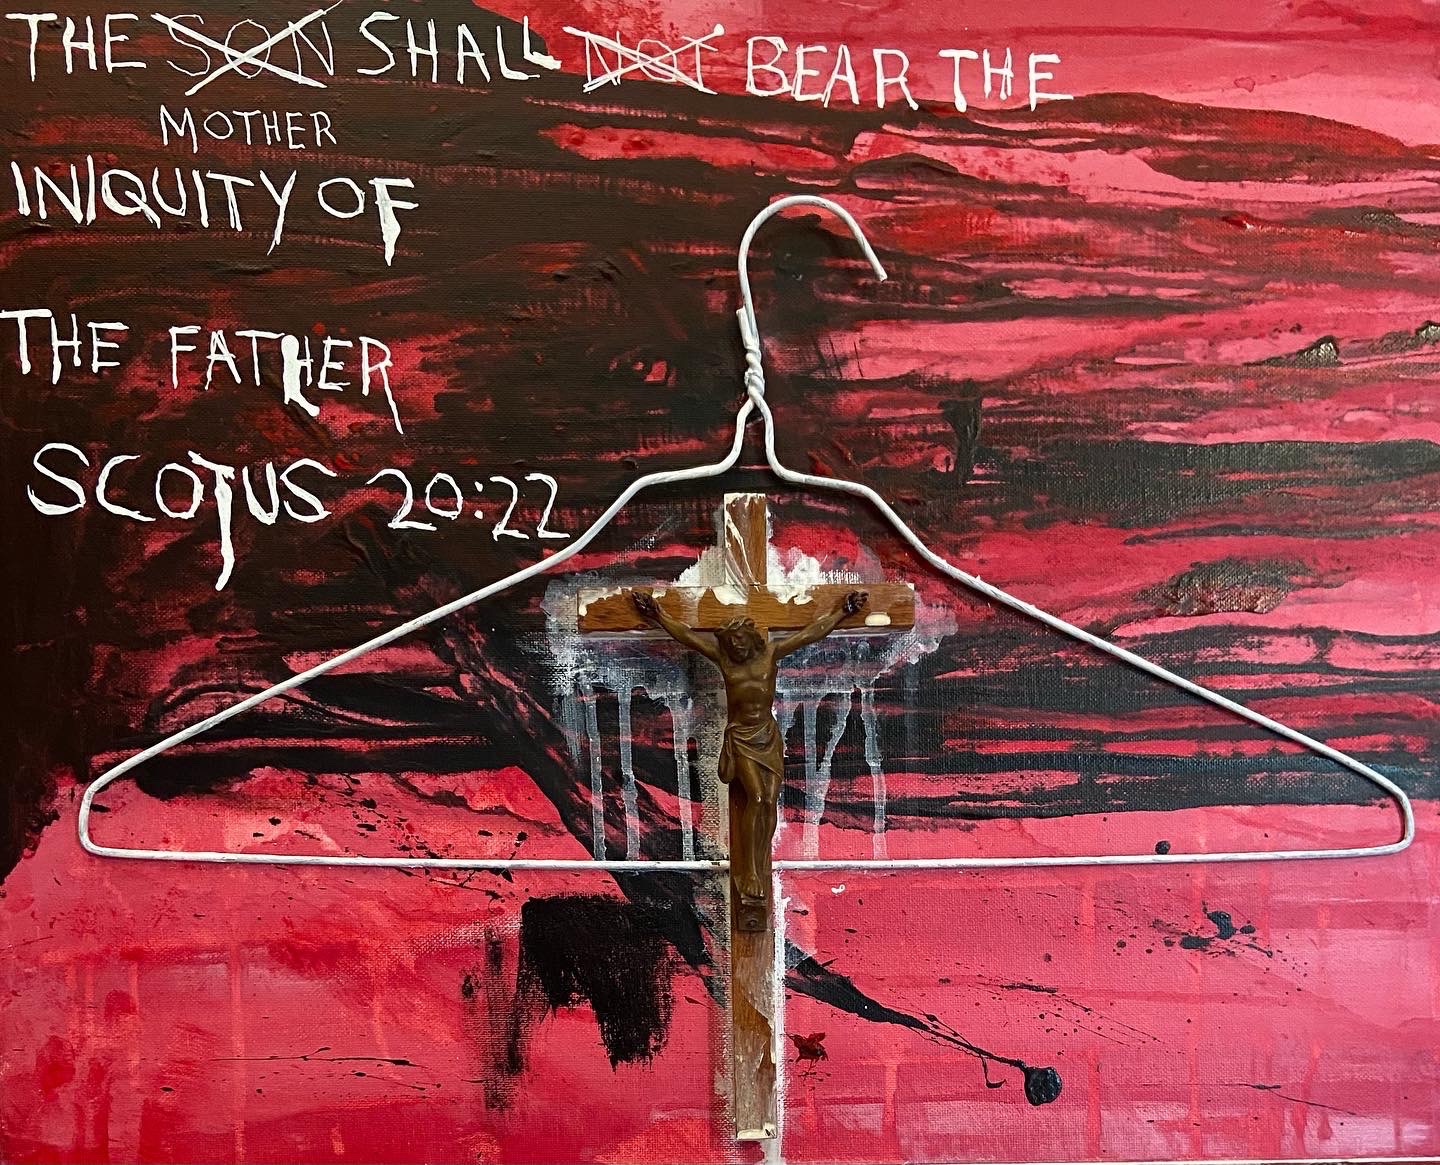 THE SON SHALL NOT BEAR THE
MOTHER
INIQUITY OF
THE FATHER
SCOTUS 20:22